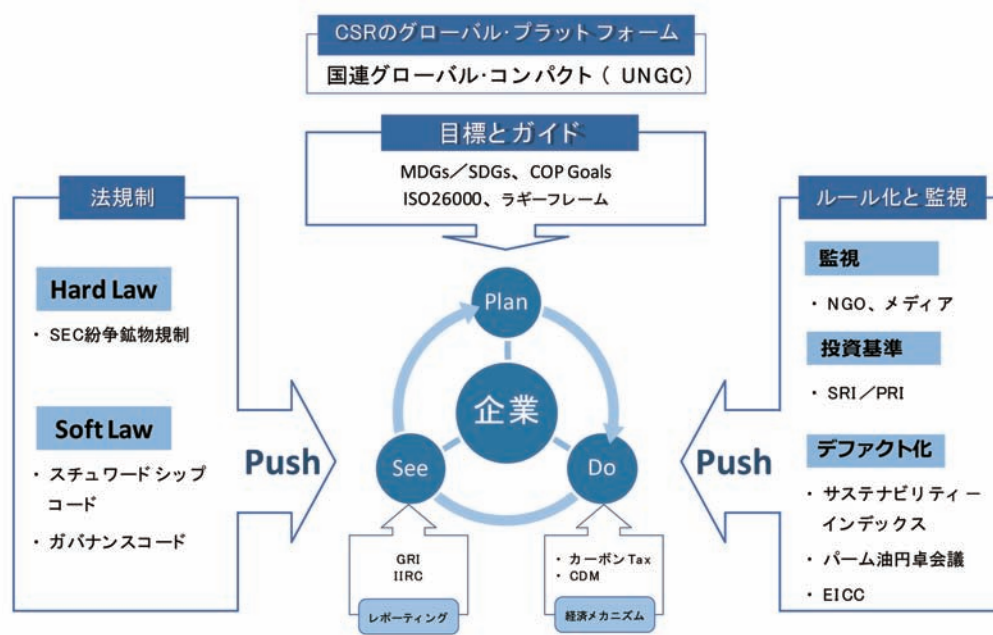 CSRのグローバル・プラットフォーム
国連グローバル・コンパクト（ UNGC）
目標とガイド
MDGs／SDGs、COP Goals
ISO26000、ラギーフレーム
法規制
Hard Law
・ SEC紛争鉱物規制
Soft Law
・ スチュワードシップ
コード
・ ガバナンスコード
Push
Plan
企業
See
Do
GRI
IIRC
レポーティング
・ カーボンTax
・ CDM
経済メカニズム
Push
ルール化と監視
監視
・ NGO、メディア
投資基準
・ SRI／PRI
デファクト化
・ サステナビリティー
インデックス
・ パーム油円卓会議
・ EICC